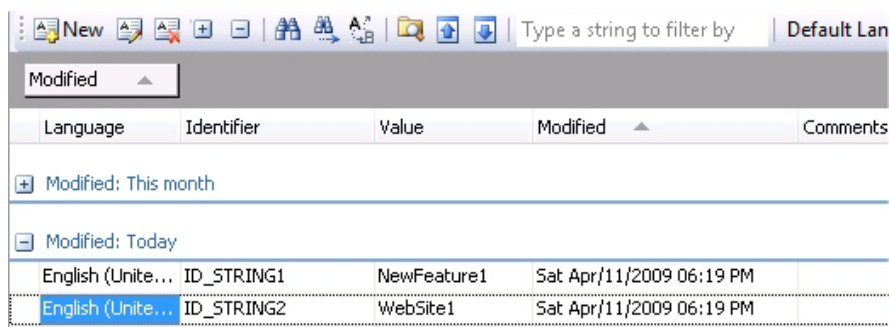 New Type a string to filter by Default Lan
Modified
Language Identifier Value Modified Comments
Modified: This month
Modified: Today
English (Unite... ID_STRING1 NewFeature1 Sat Apr/11/2009 06:19 PM
English (Unite... ID_STRING2 WebSite1 Sat Apr/11/2009 06:19 PM